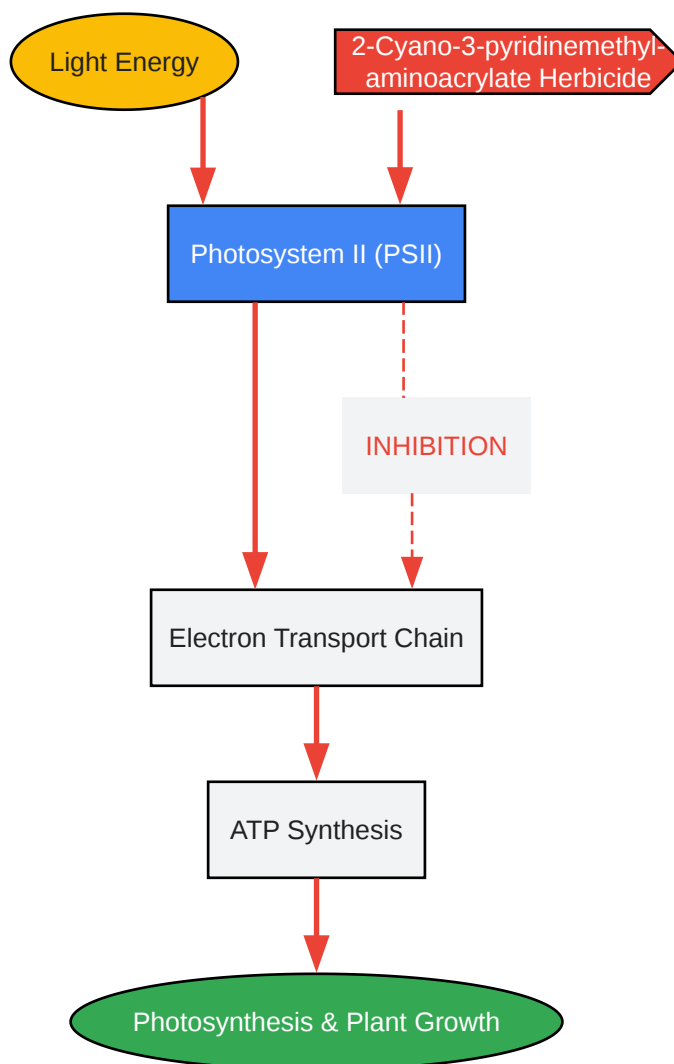 Light Energy
2-Cyano-3-pyridinemethyl-
aminoacrylate Herbicide
Photosystem II (PSII)
INHIBITION
Electron Transport Chain
ATP Synthesis
Photosynthesis & Plant Growth